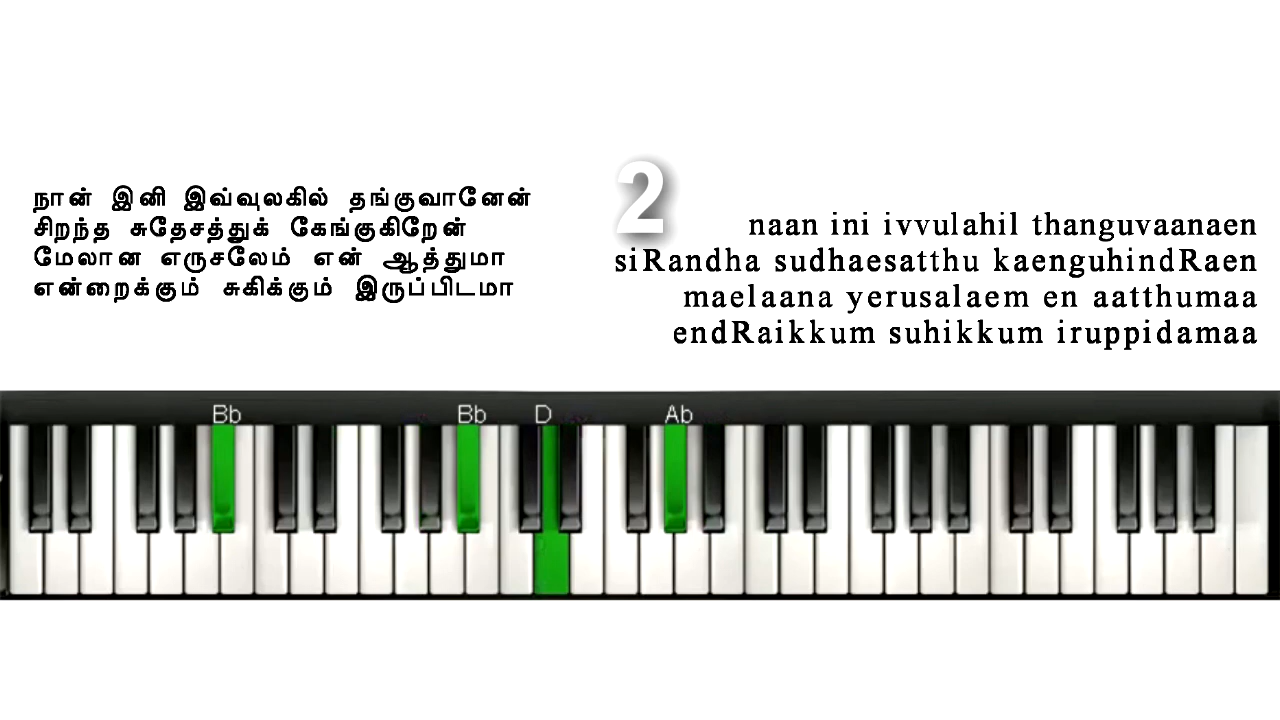 நான் இனி இவ்வுலகில் தங்குவானேன்
சிறந்த சுதேசத்துக் கேங்குகிறேன்
மேலான எருசலேம் என் ஆத்துமா
என்றைக்கும் சுகிக்கும் இருப்பிடமா
2
naan ini ivvulahil thanguvaanaen
siRandha sudhaesatthu kaenguhindRaen
maelaana yerusalaem en aatthumaa
endRaikkum suhikkum iruppidamaa
Bb Bb D Ab